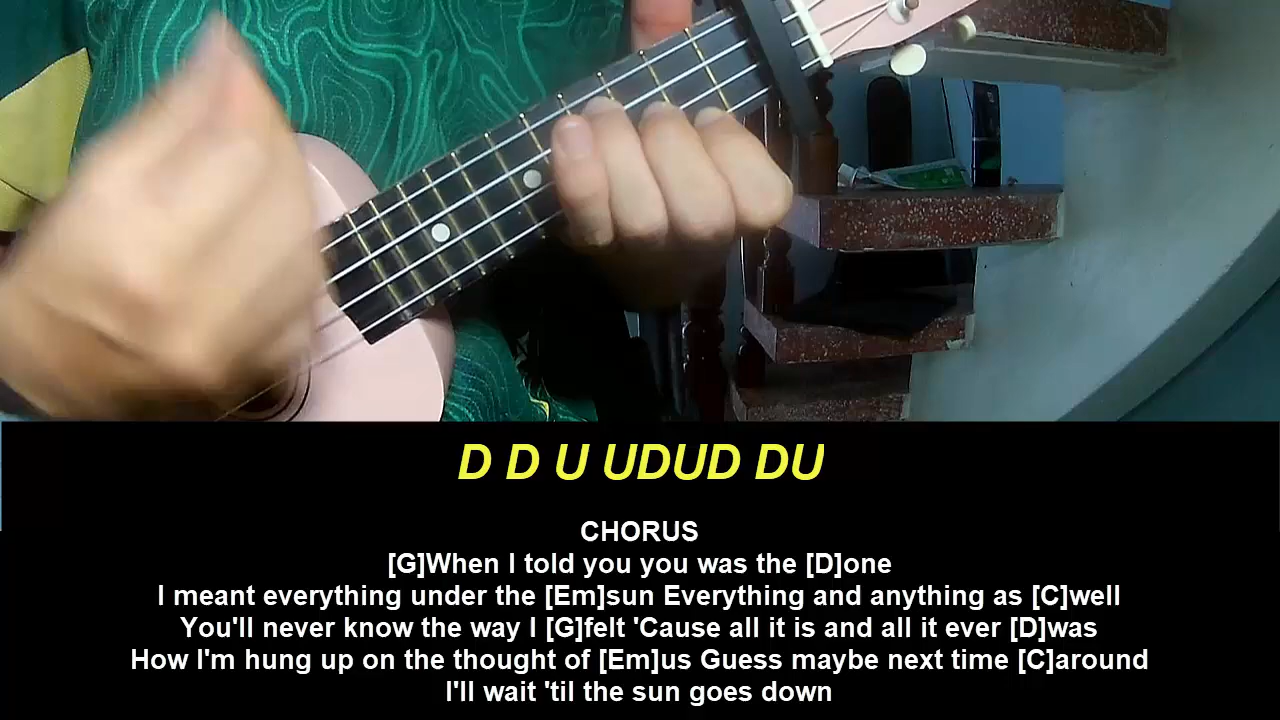 D D U UDUD DU
CHORUS
[G]When I told you you was the [D]one
I meant everything under the [Em]sun Everything and anything as [C]well
You'll never know the way I [G]felt 'Cause all it is and all it ever [D]was
How I'm hung up on the thought of [Em]us Guess maybe next time [C]around
I'll wait 'til the sun goes down